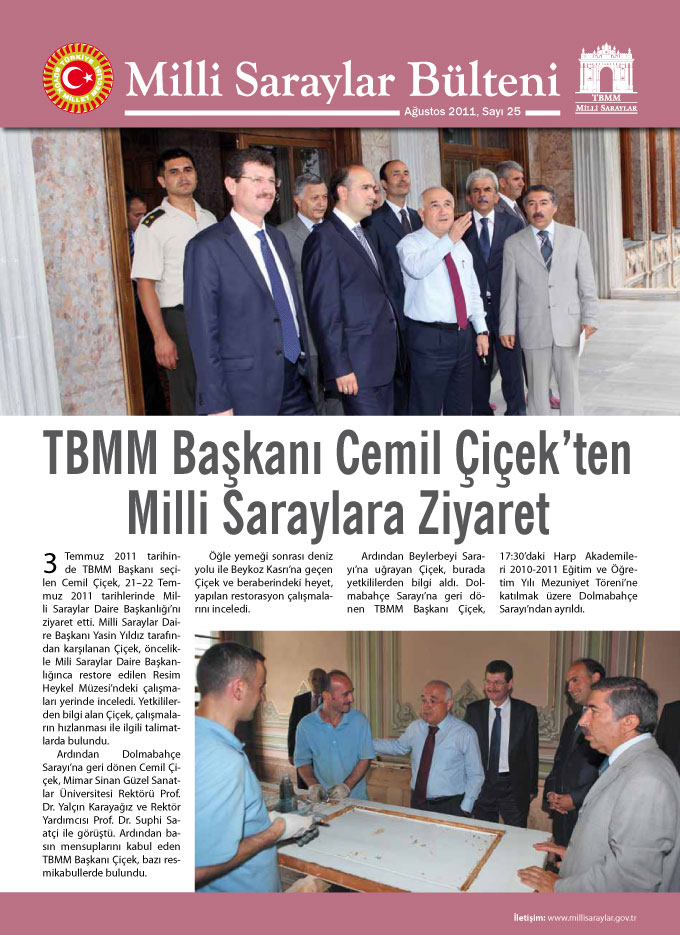 TÜRKİYE BÜYÜK MİLLET MECLİSİ
Milli Saraylar Bülteni
Ağustos 2011, Sayı 25
TBMM
MİLLİ SARAYLAR
TBMM Başkanı Cemil Çiçek’ten
Milli Saraylara Ziyaret
3 Temmuz 2011 tarihin-
de TBMM Başkanı seçi-
len Cemil Çiçek, 21–22 Tem-
muz 2011 tarihlerinde Mil-
li Saraylar Daire Başkanlığı’nı
ziyaret etti. Milli Saraylar Dai-
re Başkanı Yasin Yıldız tarafın-
dan karşılanan Çiçek, öncelik-
le Mili Saraylar Daire Başkan-
lığınca restore edilen Resim
Heykel Müzesi’ndeki çalışma-
ları yerinde inceledi. Yetkililer-
den bilgi alan Çiçek, çalışmala-
rın hızlanması ile ilgili talimat-
larda bulundu.
Ardından Dolmabahçe
Sarayı’na geri dönen Cemil Çi-
çek, Mimar Sinan Güzel Sanat-
lar Üniversitesi Rektörü Prof.
Dr. Yalçın Karayağız ve Rektör
Yardımcısı Prof. Dr. Suphi Sa-
atçi ile görüştü. Ardından ba-
sın mensuplarını kabul eden
TBMM Başkanı Çiçek, bazı res-
mikabullerde bulundu.
Öğle yemeği sonrası deniz
yolu ile Beykoz Kasrı’na geçen
Çiçek ve beraberindeki heyet,
yapılan restorasyon çalışmala-
rını inceledi.
Ardından Beylerbeyi Sara-
yı’na uğrayan Çiçek, burada
yetkililerden bilgi aldı. Dol-
mabahçe Sarayı’na geri dö-
nen TBMM Başkanı Çiçek,
17:30’daki Harp Akademile-
ri 2010-2011 Eğitim ve Öğre-
tim Yılı Mezuniyet Töreni’ne
katılmak üzere Dolmabahçe
Sarayı’ndan ayrıldı.
İletişim: www.millisaraylar.gov.tr